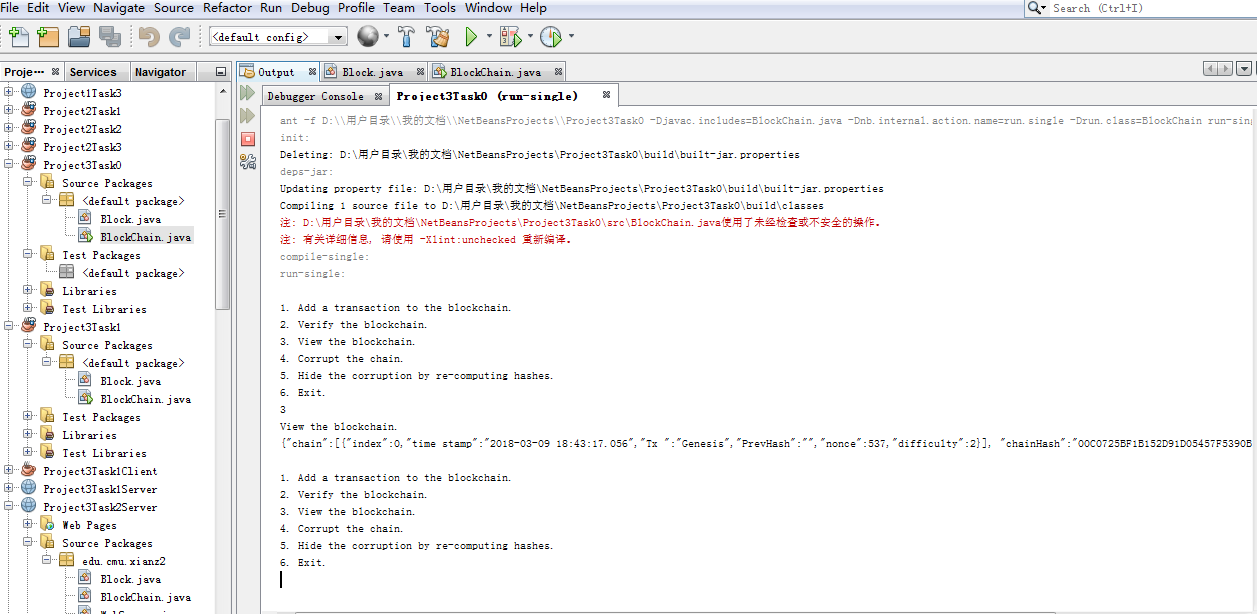 File Edit View Navigate Source Refactor Run Debug Profile Team Tools Window Help
Search (Ctrl+I)
<default config>
Proje… Services Navigator
Output Block.java BlockChain.java
Debugger Console Project3Task0 (run-single)
Project1Task3
Project2Task1
Project2Task2
Project2Task3
Project3Task0
Source Packages
<default package>
Block.java
BlockChain.java
Test Packages
<default package>
Libraries
Test Libraries
Project3Task1
Source Packages
<default package>
Block.java
BlockChain.java
Test Packages
Libraries
Test Libraries
Project3Task1Client
Project3Task1Server
Project3Task2Server
Web Pages
Source Packages
edu.cmu.xianz2
Block.java
BlockChain.java
ant -f D:\\用户目录\\我的文档\\NetBeansProjects\\Project3Task0 -Djavac.includes=BlockChain.java -Dnb.internal.action.name=run.single -Drun.class=BlockChain run-sing
init:
Deleting: D:\用户目录\我的文档\NetBeansProjects\Project3Task0\build\built-jar.properties
deps-jar:
Updating property file: D:\用户目录\我的文档\NetBeansProjects\Project3Task0\build\built-jar.properties
Compiling 1 source file to D:\用户目录\我的文档\NetBeansProjects\Project3Task0\build\classes
注: D:\用户目录\我的文档\NetBeansProjects\Project3Task0\src\BlockChain.java使用了未经检查或不安全的操作。
注: 有关详细信息, 请使用 -Xlint:unchecked 重新编译。
compile-single:
run-single:
1. Add a transaction to the blockchain.
2. Verify the blockchain.
3. View the blockchain.
4. Corrupt the chain.
5. Hide the corruption by re-computing hashes.
6. Exit.
3
View the blockchain.
{"chain":[{"index":0,"time stamp":"2018-03-09 18:43:17.056","Tx ":"Genesis","PrevHash":"","nonce":537,"difficulty":2}], "chainHash":"00C0725BF1B152D91D05457F5390B
1. Add a transaction to the blockchain.
2. Verify the blockchain.
3. View the blockchain.
4. Corrupt the chain.
5. Hide the corruption by re-computing hashes.
6. Exit.